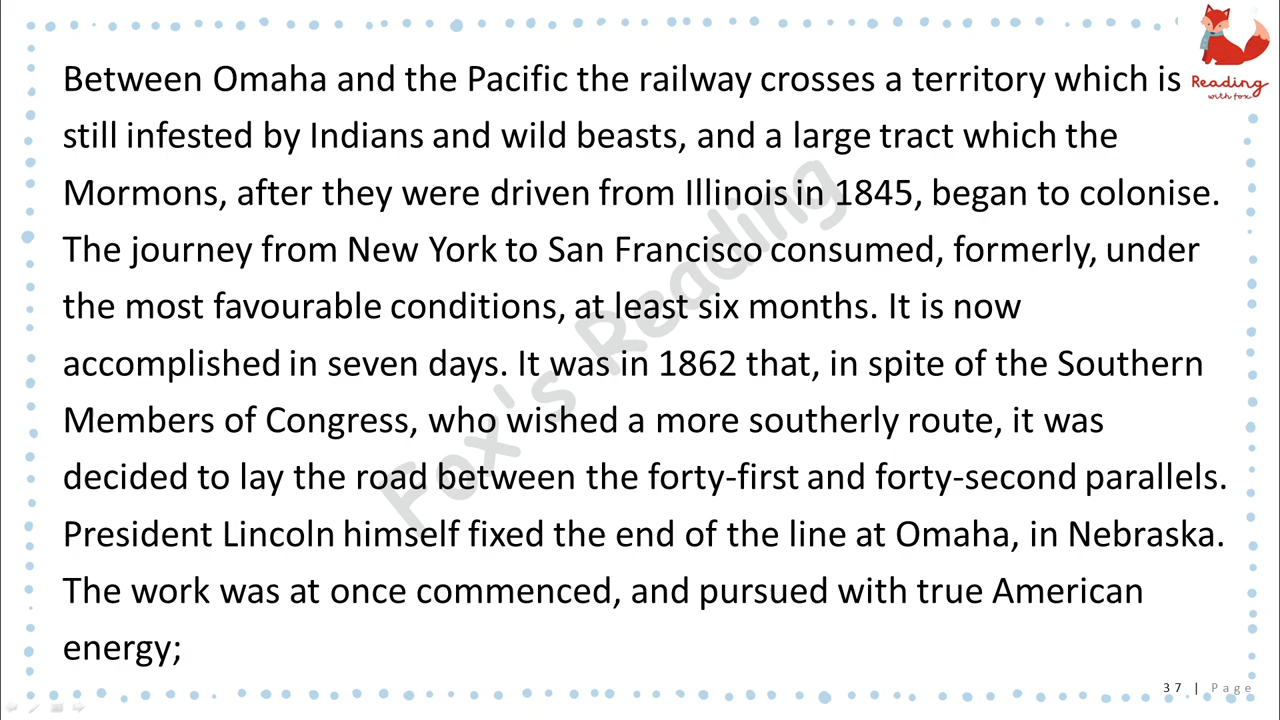 Between Omaha and the Pacific the railway crosses a territory which is
still infested by Indians and wild beasts, and a large tract which the
Mormons, after they were driven from Illinois in 1845, began to colonise.
The journey from New York to San Francisco consumed, formerly, under
the most favourable conditions, at least six months. It is now
accomplished in seven days. It was in 1862 that, in spite of the Southern
Members of Congress, who wished a more southerly route, it was
decided to lay the road between the forty-first and forty-second parallels.
President Lincoln himself fixed the end of the line at Omaha, in Nebraska.
The work was at once commenced, and pursued with true American
energy;
Reading
with fox
Fox's Reading
37 | Page